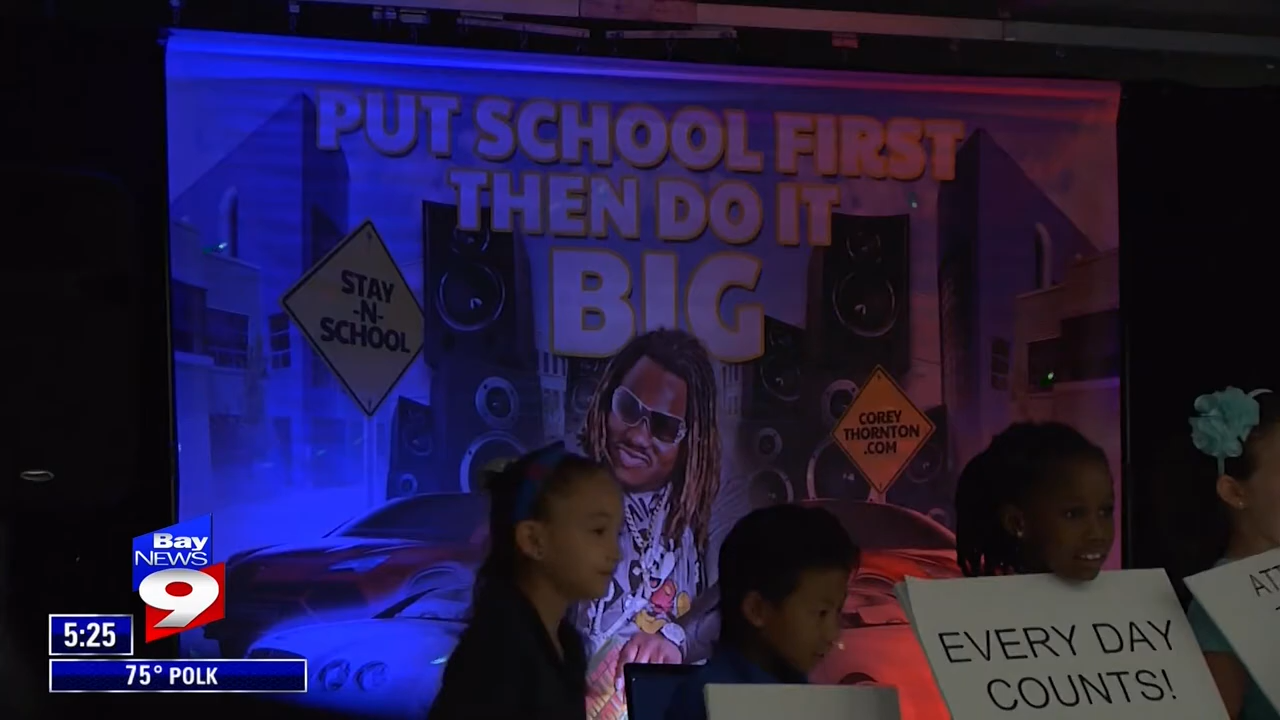 PUT SCHOOL FIRST
THEN DO IT
BIG
STAY
-N-
SCHOOL
COREY
THORNTON
.COM
EVERY DAY
COUNTS!
Bay
NEWS
9
5:25
75° POLK